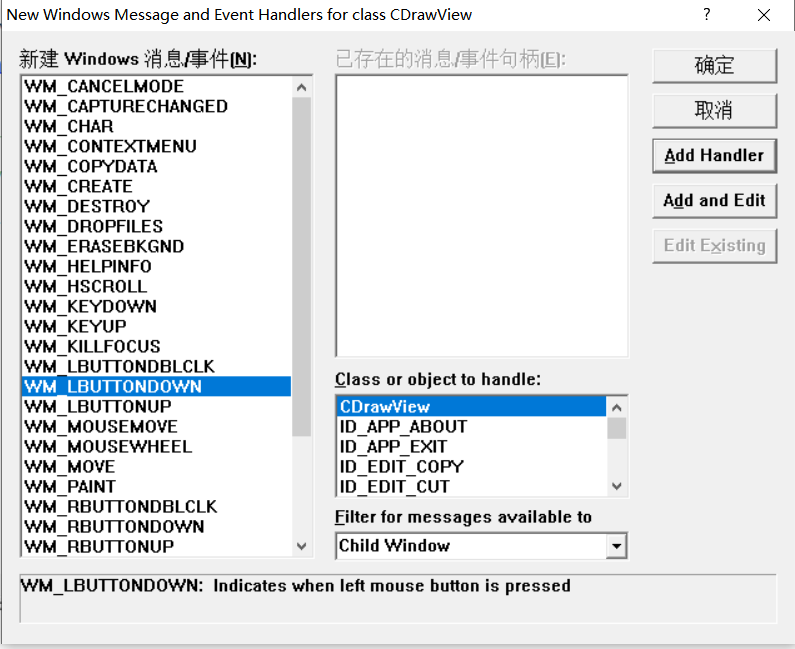 New Windows Message and Event Handlers for class CDrawView
新建 Windows 消息/事件(N):
WM_CANCELMODE
WM_CAPTURECHANGED
WM_CHAR
WM_CONTEXTMENU
WM_COPYDATA
WM_CREATE
WM_DESTROY
WM_DROPFILES
WM_ERASEBKGND
WM_HELPINFO
WM_HSCROLL
WM_KEYDOWN
WM_KEYUP
WM_KILLFOCUS
WM_LBUTTONDBLCLK
WM_LBUTTONDOWN
WM_LBUTTONUP
WM_MOUSEMOVE
WM_MOUSEWHEEL
WM_MOVE
WM_PAINT
WM_RBUTTONDBLCLK
WM_RBUTTONDOWN
WM_RBUTTONUP
已存在的消息/事件句柄(E):
Class or object to handle:
CDrawView
ID_APP_ABOUT
ID_APP_EXIT
ID_EDIT_COPY
ID_EDIT_CUT
Filter for messages available to
Child Window
确定
取消
Add Handler
Add and Edit
Edit Existing
WM_LBUTTONDOWN: Indicates when left mouse button is pressed